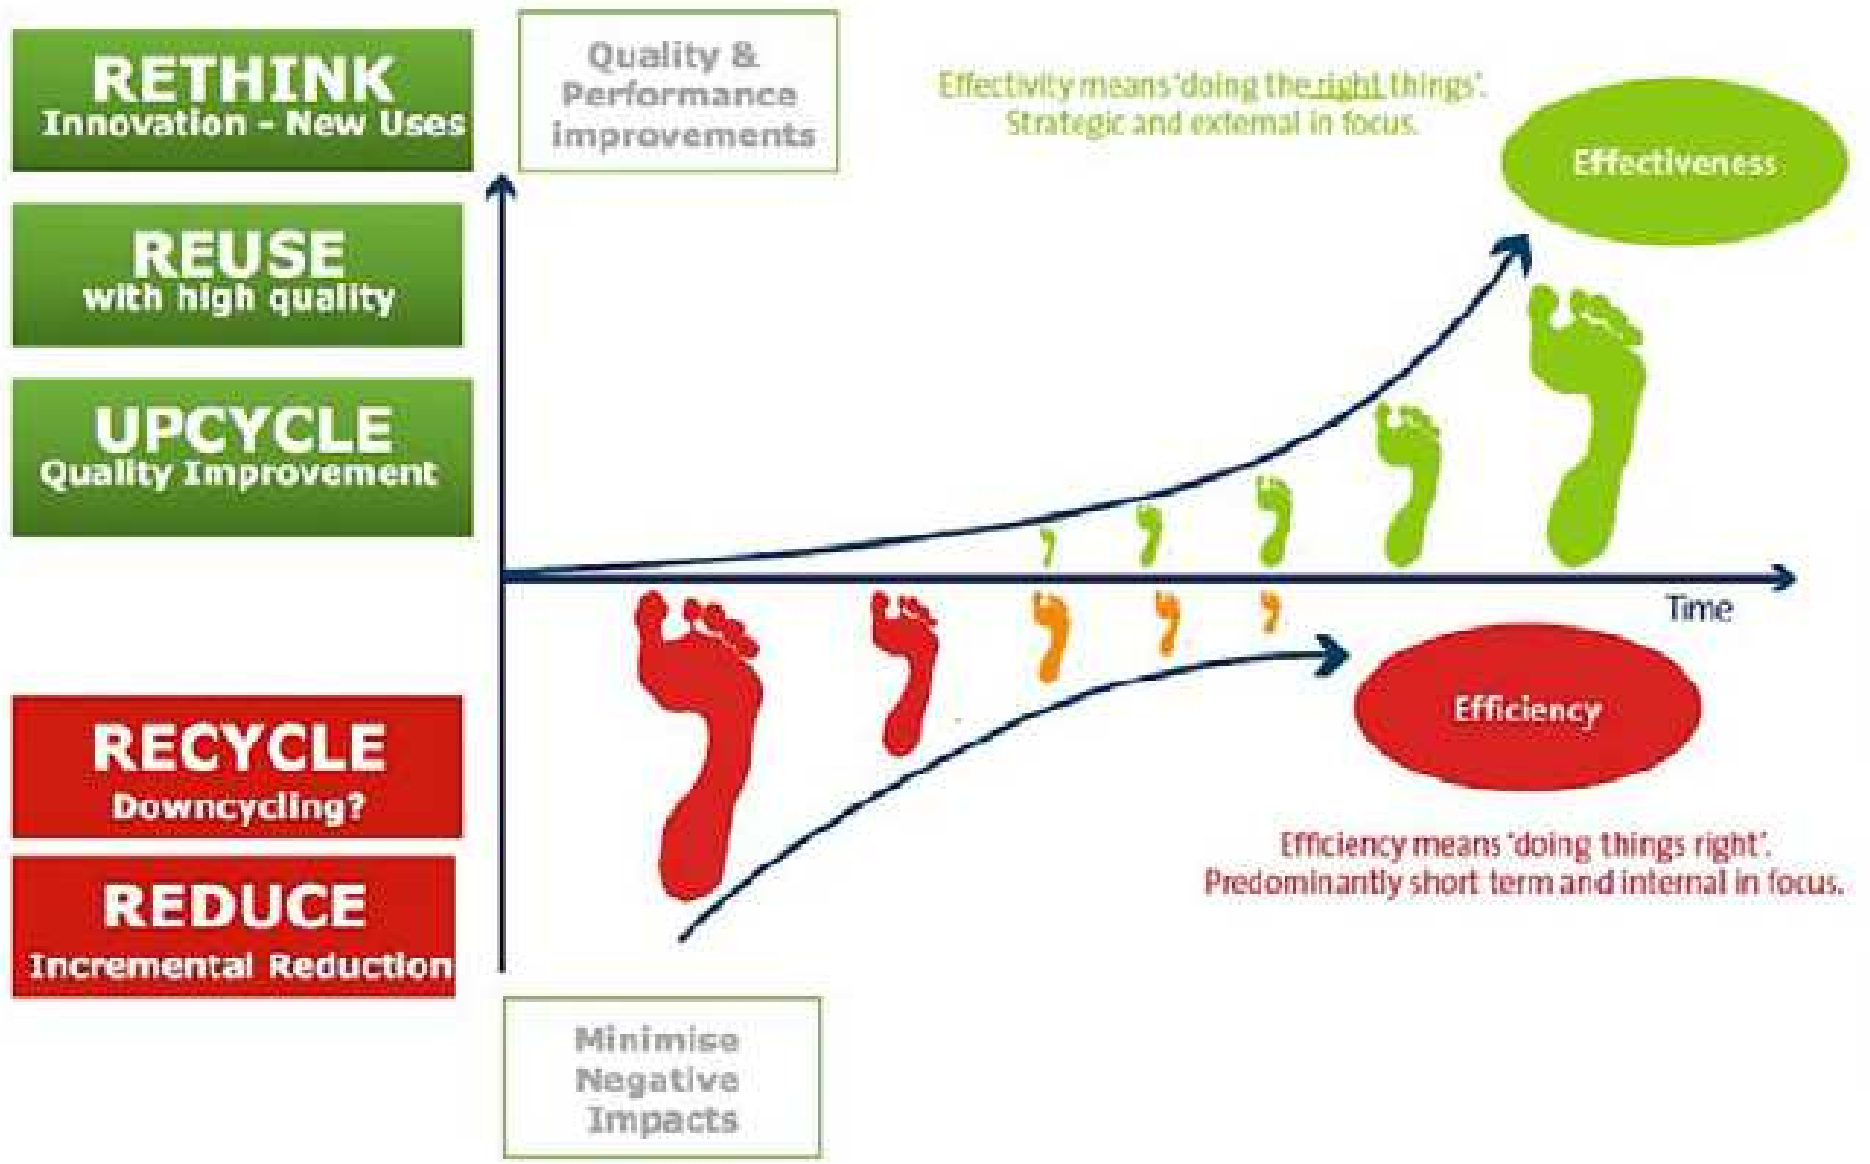 RETHINK
Innovation - New Uses
REUSE
with high quality
UPCYCLE
Quality Improvement
RECYCLE
Downcycling?
REDUCE
Incremental Reduction
Quality &
Performance
improvements
Effectivity means 'doing the right things'.
Strategic and external in focus.
Effectiveness
Time
Efficiency
Efficiency means 'doing things right'.
Predominantly short term and internal in focus.
Minimise
Negative
Impacts